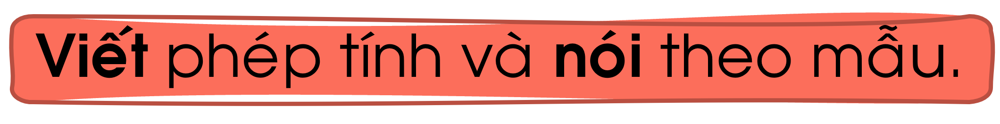 Viết phép tính và nói theo mẫu.